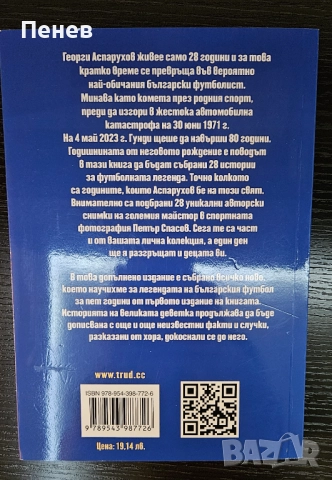 Пенев
Георги Аспарухов живее само 28 години и за това
кратко време се превръща във вероятно
най-обичания български футболист.
Минава като комета през родния спорт,
преди да изгори в жестока автомобилна
катастрофа на 30 юни 1971 г.
На 4 май 2023 г. Гунди щеше да навърши 80 години.
Годишнината от неговото рождение е поводът
в тази книга да бъдат събрани 28 истории
за футболната легенда. Точно колкото
са годините, които Аспарухов бе на този свят.
Внимателно са подбрани 28 уникални авторски
снимки на големия майстор в спортната
фотография Петър Спасов. Сега те са част
и от вашата лична колекция, а един ден
ще я разгръщат и децата ви.
В това допълнено издание е събрано всичко ново,
което научихме за легендата на българския футбол
за пет години от първото издание на книгата.
Историята на великата деветка продължава да бъде
дописвана с още и още неизвестни факти и случки,
разказани от хора, докоснали се до него.
www.trud.cc
ISBN 978-954-398-772-6
9 789543 987726
Цена: 19,14 лв.
BAZAR